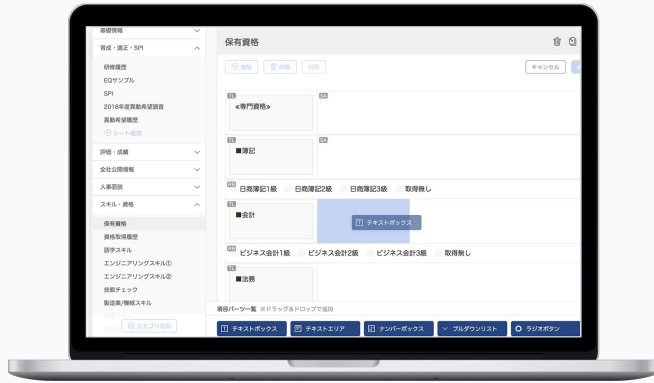 基礎情報
育成・適正・SPI
研修履歴
EQサンプル
SPI
2018年度異動希望調査
異動希望履歴
シート追加
評価・成績
全社公開情報
人事面談
スキル・資格
保有資格
資格取得履歴
語学スキル
エンジニアリングスキル①
エンジニアリングスキル②
技能チェック
製造業/機械スキル
カテゴリ追加
保有資格
複製 削除 解除
キャンセル
TL SA
≪専門資格≫
TL SA
■簿記
RB 日商簿記1級 日商簿記2級 日商簿記3級 取得無し
TL
■会計
T テキストボックス
RB ビジネス会計1級 ビジネス会計2級 ビジネス会計3級 取得無し
TL
■法務
項目パーツ一覧 ※ドラッグ&ドロップで追加
T テキストボックス テキストエリア ナンバーボックス プルダウンリスト ラジオボタン